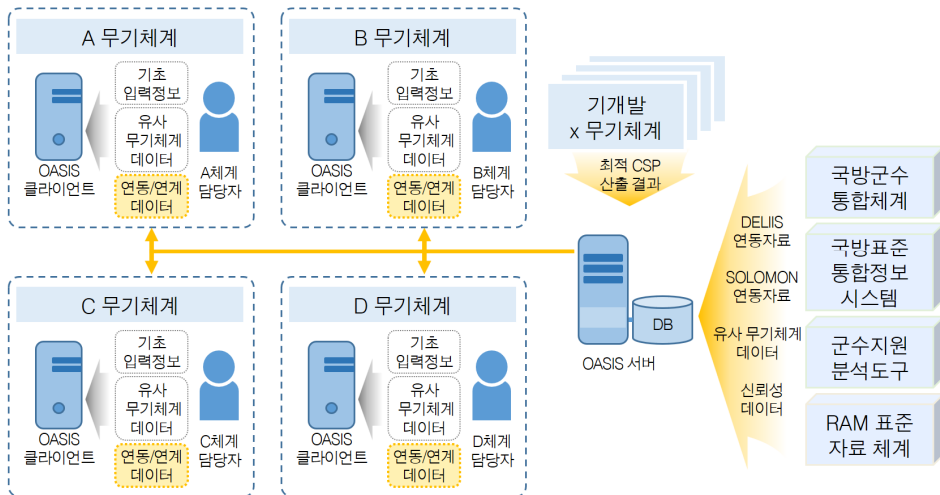 A 무기체계
기초
입력정보
유사
무기체계
데이터
연동/연계
데이터
OASIS
클라이언트
A체계
담당자
B 무기체계
기초
입력정보
유사
무기체계
데이터
연동/연계
데이터
OASIS
클라이언트
B체계
담당자
기개발
x 무기체계
최적 CSP
산출 결과
C 무기체계
기초
입력정보
유사
무기체계
데이터
연동/연계
데이터
OASIS
클라이언트
C체계
담당자
D 무기체계
기초
입력정보
유사
무기체계
데이터
연동/연계
데이터
OASIS
클라이언트
D체계
담당자
DB
OASIS 서버
DELIIS
연동자료
SOLOMON
연동자료
유사 무기체계
데이터
신뢰성
데이터
국방군수
통합체계
국방표준
통합정보
시스템
군수지원
분석도구
RAM 표준
자료 체계